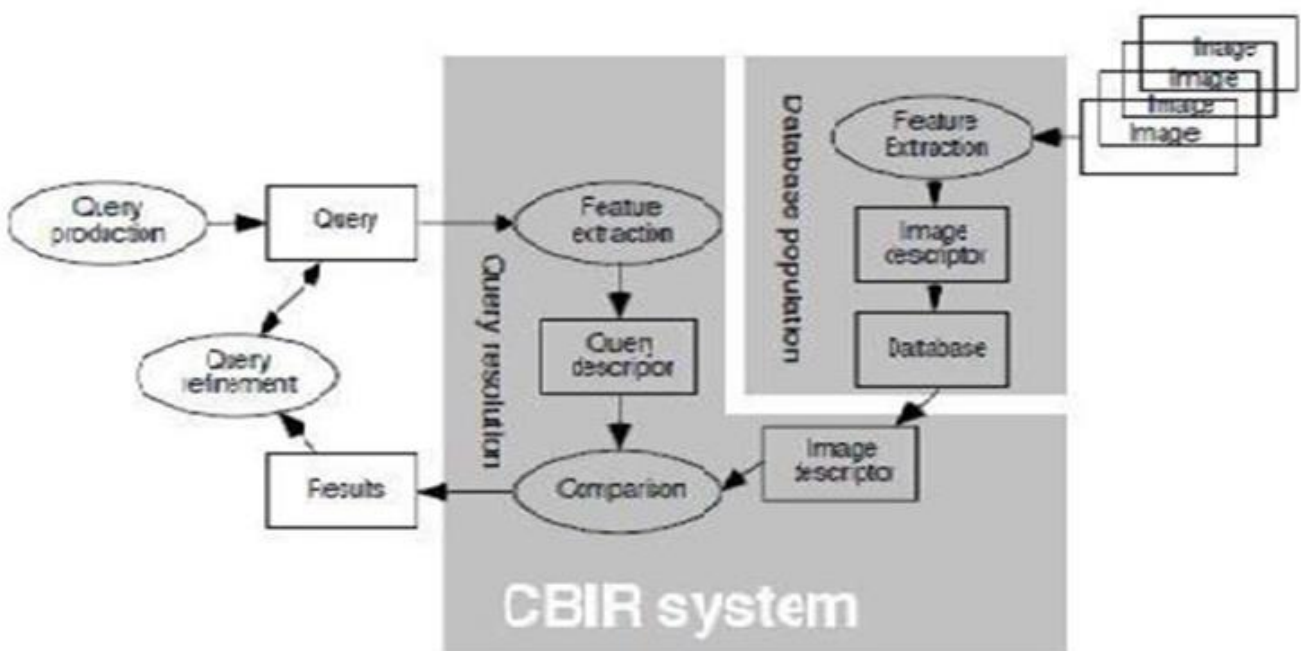 Image
Image
Image
Image
Feature
Extraction
Database population
Image
descriptor
Database
Query
production
Query
Feature
extraction
Query resolution
Query
descriptor
Query
refinement
Image
descriptor
Results
Comparison
CBIR system